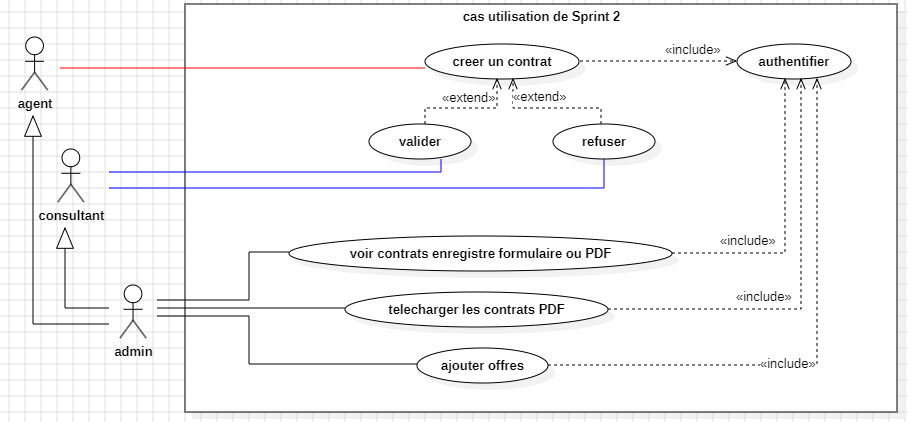 cas utilisation de Sprint 2
agent
creer un contrat
«include»
authentifier
«extend»
«extend»
valider
refuser
consultant
voir contrats enregistre formulaire ou PDF
«include»
telecharger les contrats PDF
«include»
admin
ajouter offres
«include»